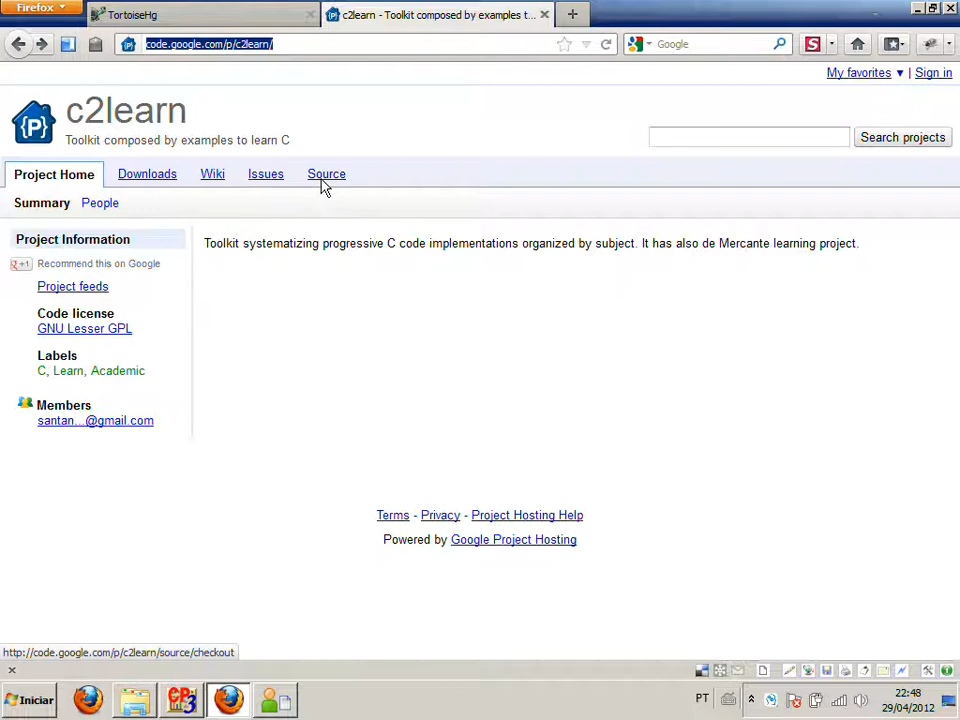 Firefox
TortoiseHg
c2learn - Toolkit composed by examples t...
code.google.com/p/c2learn/
Google
My favorites ▼ | Sign in
c2learn
Toolkit composed by examples to learn C
Search projects
Project Home Downloads Wiki Issues Source
Summary People
Project Information
+1 Recommend this on Google
Project feeds
Code license
GNU Lesser GPL
Labels
C, Learn, Academic
Members
santan...@gmail.com
Toolkit systematizing progressive C code implementations organized by subject. It has also de Mercante learning project.
Terms - Privacy - Project Hosting Help
Powered by Google Project Hosting
http://code.google.com/p/c2learn/source/checkout
Iniciar
PT
22:48
29/04/2012